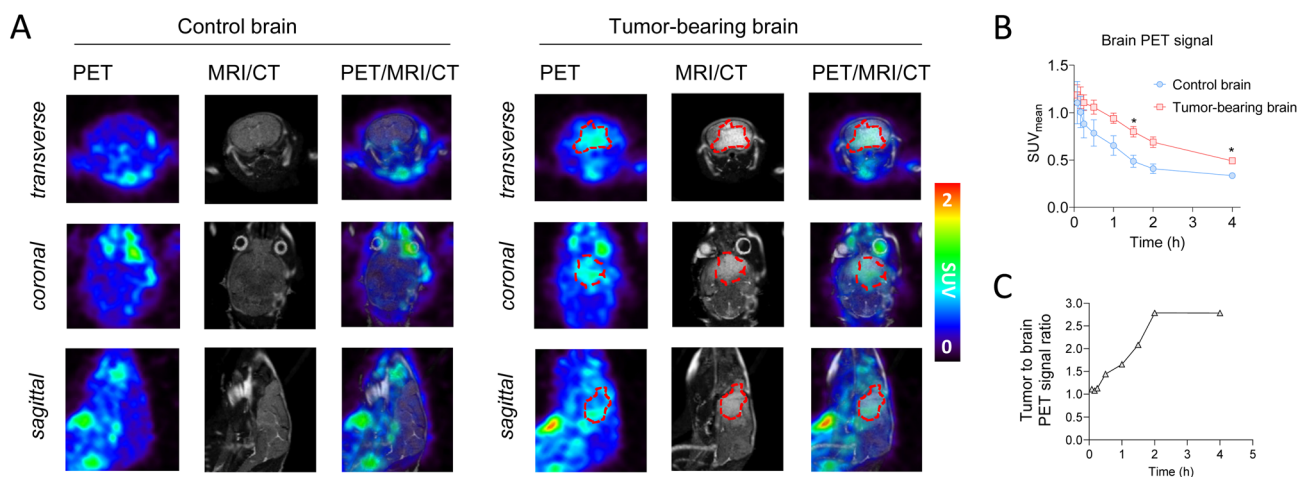 A
Control brain
Tumor-bearing brain
PET MRI/CT PET/MRI/CT
PET MRI/CT PET/MRI/CT
transverse
coronal
sagittal
transverse
coronal
sagittal
2
SUV
0
B
Brain PET signal
Control brain
Tumor-bearing brain
*
*
SUVmean
1.5
1.0
0.5
0.0
0 1 2 3 4
Time (h)
C
Tumor to brain
PET signal ratio
3.0
2.5
2.0
1.5
1.0
0.5
0.0
0 1 2 3 4 5
Time (h)